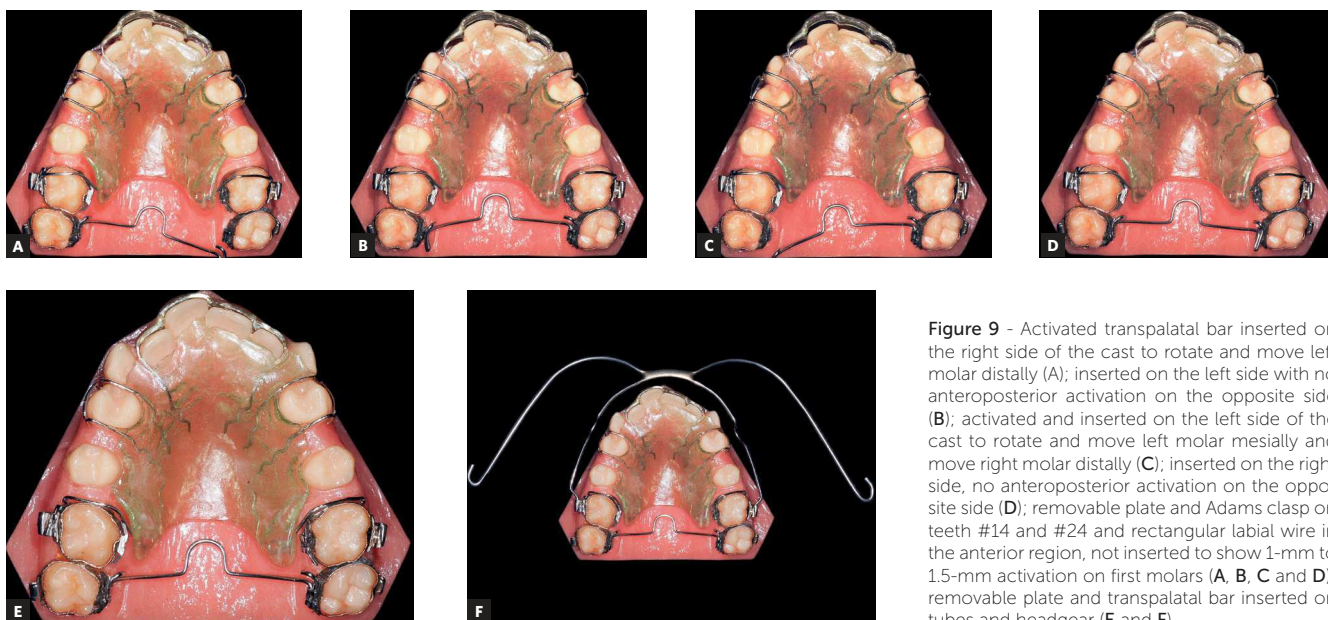 A
B
C
D
E
F
Figure 9 - Activated transpalatal bar inserted on
the right side of the cast to rotate and move left
molar distally (A); inserted on the left side with no
anteroposterior activation on the opposite side
(B); activated and inserted on the left side of the
cast to rotate and move left molar mesially and
move right molar distally (C); inserted on the right
side, no anteroposterior activation on the oppo
site side (D); removable plate and Adams clasp on
teeth #14 and #24 and rectangular labial wire in
the anterior region, not inserted to show 1-mm to
1.5-mm activation on first molars (A, B, C and D)
removable plate and transpalatal bar inserted on
tubes and headgear (E and F)